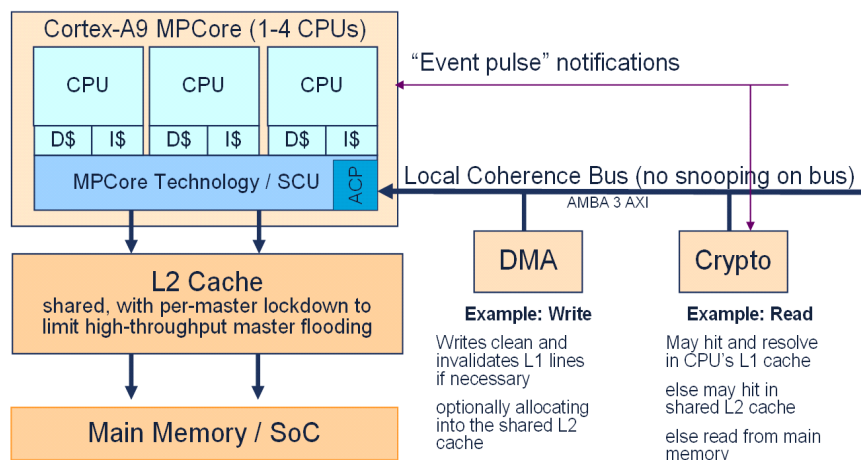 Cortex-A9 MPCore (1-4 CPUs)
CPU
CPU
CPU
D$
I$
D$
I$
D$
I$
MPCore Technology / SCU
ACP
“Event pulse” notifications
Local Coherence Bus (no snooping on bus)
AMBA 3 AXI
L2 Cache
shared, with per-master lockdown to
limit high-throughput master flooding
Main Memory / SoC
DMA
Example: Write
Writes clean and
invalidates L1 lines
if necessary
optionally allocating
into the shared L2
cache
Crypto
Example: Read
May hit and resolve
in CPU’s L1 cache
else may hit in
shared L2 cache
else read from main
memory